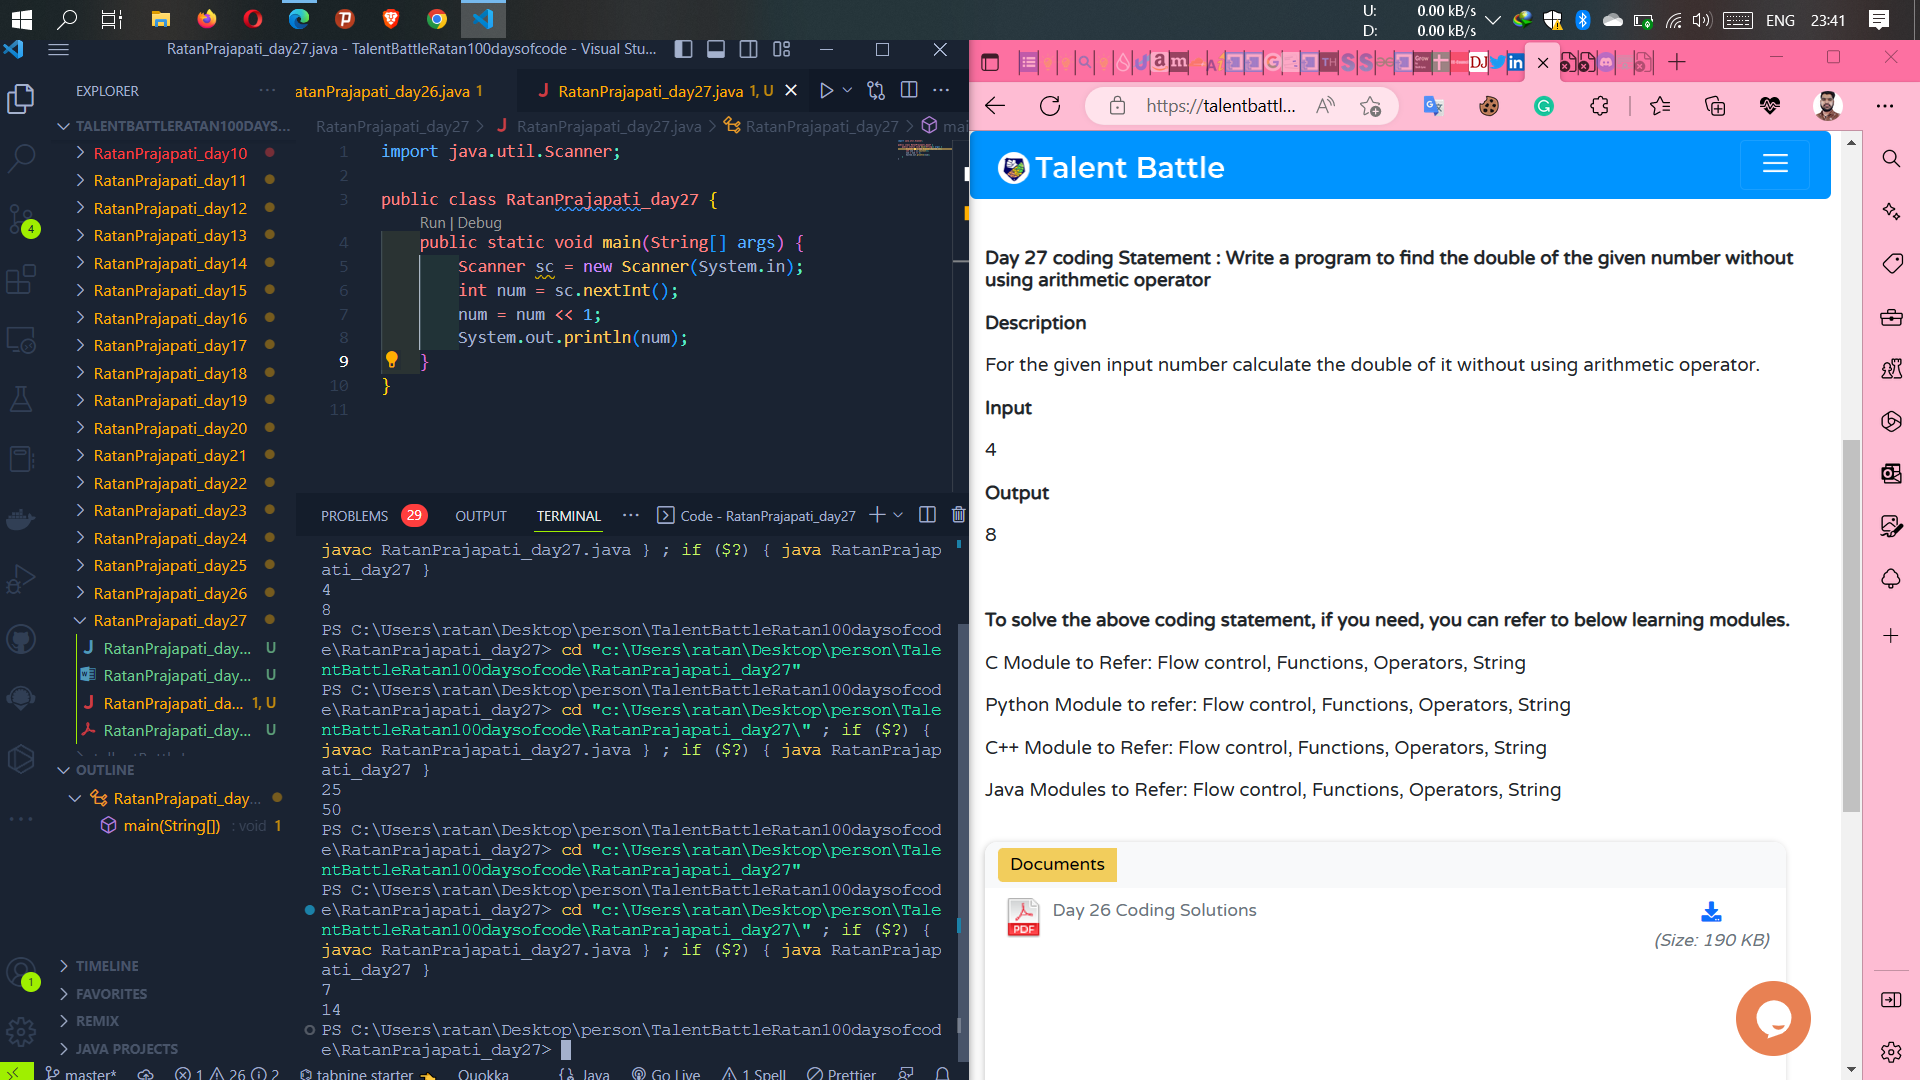 U: 0.00 kB/s
D: 0.00 kB/s
ENG 23:41
RatanPrajapati_day27.java - TalentBattleRatan100daysofcode - Visual Stu...
EXPLORER
TALENTBATTLERATAN100DAYS...
RatanPrajapati_day10
RatanPrajapati_day11
RatanPrajapati_day12
RatanPrajapati_day13
RatanPrajapati_day14
RatanPrajapati_day15
RatanPrajapati_day16
RatanPrajapati_day17
RatanPrajapati_day18
RatanPrajapati_day19
RatanPrajapati_day20
RatanPrajapati_day21
RatanPrajapati_day22
RatanPrajapati_day23
RatanPrajapati_day24
RatanPrajapati_day25
RatanPrajapati_day26
RatanPrajapati_day27
RatanPrajapati_day... U
RatanPrajapati_day... U
RatanPrajapati_da... 1, U
RatanPrajapati_day... U
OUTLINE
RatanPrajapati_day...
main(String[]) : void 1
TIMELINE
FAVORITES
REMIX
JAVA PROJECTS
4
1
atanPrajapati_day26.java 1
RatanPrajapati_day27.java 1, U
RatanPrajapati_day27 > RatanPrajapati_day27.java > RatanPrajapati_day27 > mai
1 import java.util.Scanner;
2
3 public class RatanPrajapati_day27 {
Run | Debug
4 public static void main(String[] args) {
5 Scanner sc = new Scanner(System.in);
6 int num = sc.nextInt();
7 num = num << 1;
8 System.out.println(num);
9 }
10 }
11
PROBLEMS 29 OUTPUT TERMINAL ... Code - RatanPrajapati_day27
javac RatanPrajapati_day27.java } ; if ($?) { java RatanPrajap
ati_day27 }
4
8
PS C:\Users\ratan\Desktop\person\TalentBattleRatan100daysofcod
e\RatanPrajapati_day27> cd "c:\Users\ratan\Desktop\person\Tale
ntBattleRatan100daysofcode\RatanPrajapati_day27"
PS C:\Users\ratan\Desktop\person\TalentBattleRatan100daysofcod
e\RatanPrajapati_day27> cd "c:\Users\ratan\Desktop\person\Tale
ntBattleRatan100daysofcode\RatanPrajapati_day27\" ; if ($?) {
javac RatanPrajapati_day27.java } ; if ($?) { java RatanPrajap
ati_day27 }
25
50
PS C:\Users\ratan\Desktop\person\TalentBattleRatan100daysofcod
e\RatanPrajapati_day27> cd "c:\Users\ratan\Desktop\person\Tale
ntBattleRatan100daysofcode\RatanPrajapati_day27"
PS C:\Users\ratan\Desktop\person\TalentBattleRatan100daysofcod
e\RatanPrajapati_day27> cd "c:\Users\ratan\Desktop\person\Tale
ntBattleRatan100daysofcode\RatanPrajapati_day27\" ; if ($?) {
javac RatanPrajapati_day27.java } ; if ($?) { java RatanPrajap
ati_day27 }
7
14
PS C:\Users\ratan\Desktop\person\TalentBattleRatan100daysofcod
e\RatanPrajapati_day27>
master* 1 26 2 tabnine starter Quokka {} Java Go Live 1 Spell Prettier
https://talentbattl...
Talent Battle
Day 27 coding Statement : Write a program to find the double of the given number without
using arithmetic operator
Description
For the given input number calculate the double of it without using arithmetic operator.
Input
4
Output
8
To solve the above coding statement, if you need, you can refer to below learning modules.
C Module to Refer: Flow control, Functions, Operators, String
Python Module to refer: Flow control, Functions, Operators, String
C++ Module to Refer: Flow control, Functions, Operators, String
Java Modules to Refer: Flow control, Functions, Operators, String
Documents
PDF
Day 26 Coding Solutions
(Size: 190 KB)